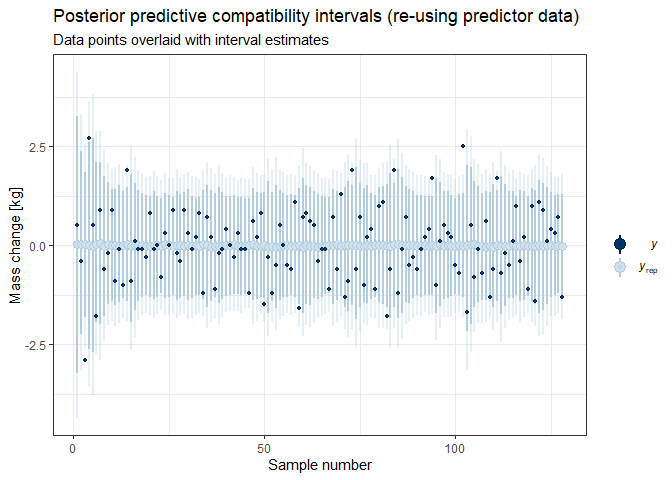 Posterior predictive compatibility intervals (re-using predictor data)
Data points overlaid with interval estimates
Mass change [kg]
2.5
0.0
-2.5
0
50
100
Sample number
y
y_rep